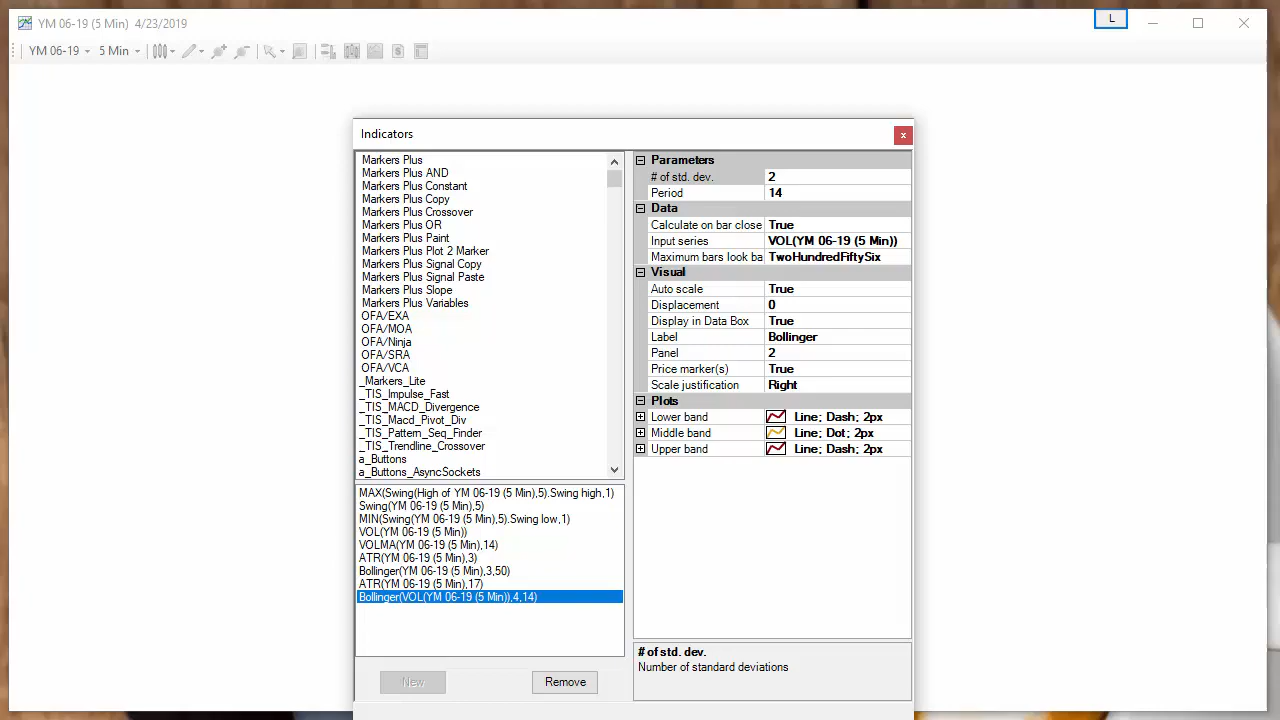 YM 06-19 (5 Min) 4/23/2019
L
YM 06-19 5 Min
Indicators
Markers Plus
Markers Plus AND
Markers Plus Constant
Markers Plus Copy
Markers Plus Crossover
Markers Plus OR
Markers Plus Paint
Markers Plus Plot 2 Marker
Markers Plus Signal Copy
Markers Plus Signal Paste
Markers Plus Slope
Markers Plus Variables
OFA/EXA
OFA/MOA
OFA/Ninja
OFA/SRA
OFA/VCA
_Markers_Lite
_TIS_Impulse_Fast
_TIS_MACD_Divergence
_TIS_Macd_Pivot_Div
_TIS_Pattern_Seq_Finder
_TIS_Trendline_Crossover
a_Buttons
a_Buttons_AsyncSockets
MAX(Swing(High of YM 06-19 (5 Min),5).Swing high,1)
Swing(YM 06-19 (5 Min),5)
MIN(Swing(YM 06-19 (5 Min),5).Swing low,1)
VOL(YM 06-19 (5 Min))
VOLMA(YM 06-19 (5 Min),14)
ATR(YM 06-19 (5 Min),3)
Bollinger(YM 06-19 (5 Min),3,50)
ATR(YM 06-19 (5 Min),17)
Bollinger(VOL(YM 06-19 (5 Min)),4,14)
New
Remove
Parameters
# of std. dev. 2
Period 14
Data
Calculate on bar close True
Input series VOL(YM 06-19 (5 Min))
Maximum bars look ba TwoHundredFiftySix
Visual
Auto scale True
Displacement 0
Display in Data Box True
Label Bollinger
Panel 2
Price marker(s) True
Scale justification Right
Plots
Lower band Line; Dash; 2px
Middle band Line; Dot; 2px
Upper band Line; Dash; 2px
# of std. dev.
Number of standard deviations